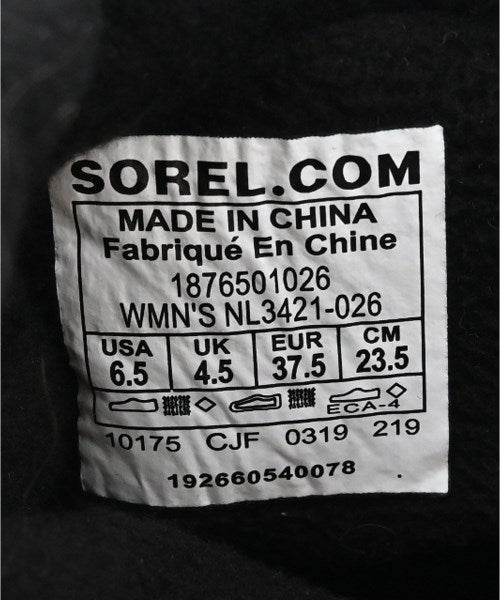 SOREL.COM
MADE IN CHINA
Fabriqué En Chine
1876501026
WMN'S NL3421-026
USA UK EUR CM
6.5 4.5 37.5 23.5
ECA-4
10175 CJF 0319 219
192660540078